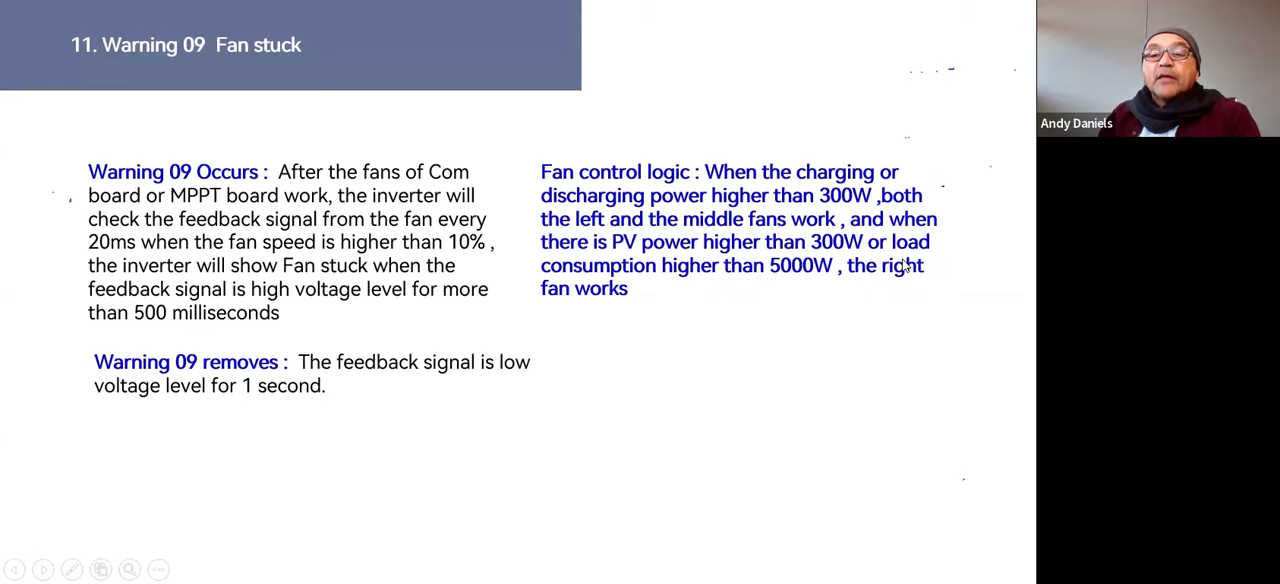 11. Warning 09 Fan stuck
Andy Daniels
Warning 09 Occurs : After the fans of Com
board or MPPT board work, the inverter will
check the feedback signal from the fan every
20ms when the fan speed is higher than 10% ,
the inverter will show Fan stuck when the
feedback signal is high voltage level for more
than 500 milliseconds
Warning 09 removes : The feedback signal is low
voltage level for 1 second.
Fan control logic : When the charging or
discharging power higher than 300W ,both
the left and the middle fans work , and when
there is PV power higher than 300W or load
consumption higher than 5000W , the right
fan works